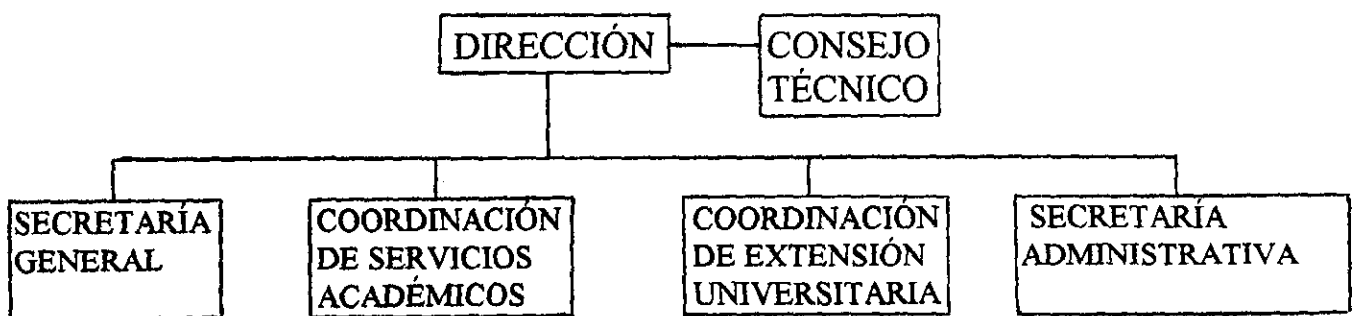 DIRECCIÓN
CONSEJO
TÉCNICO
SECRETARÍA
GENERAL
COORDINACIÓN
DE SERVICIOS
ACADÉMICOS
COORDINACIÓN
DE EXTENSIÓN
UNIVERSITARIA
SECRETARÍA
ADMINISTRATIVA